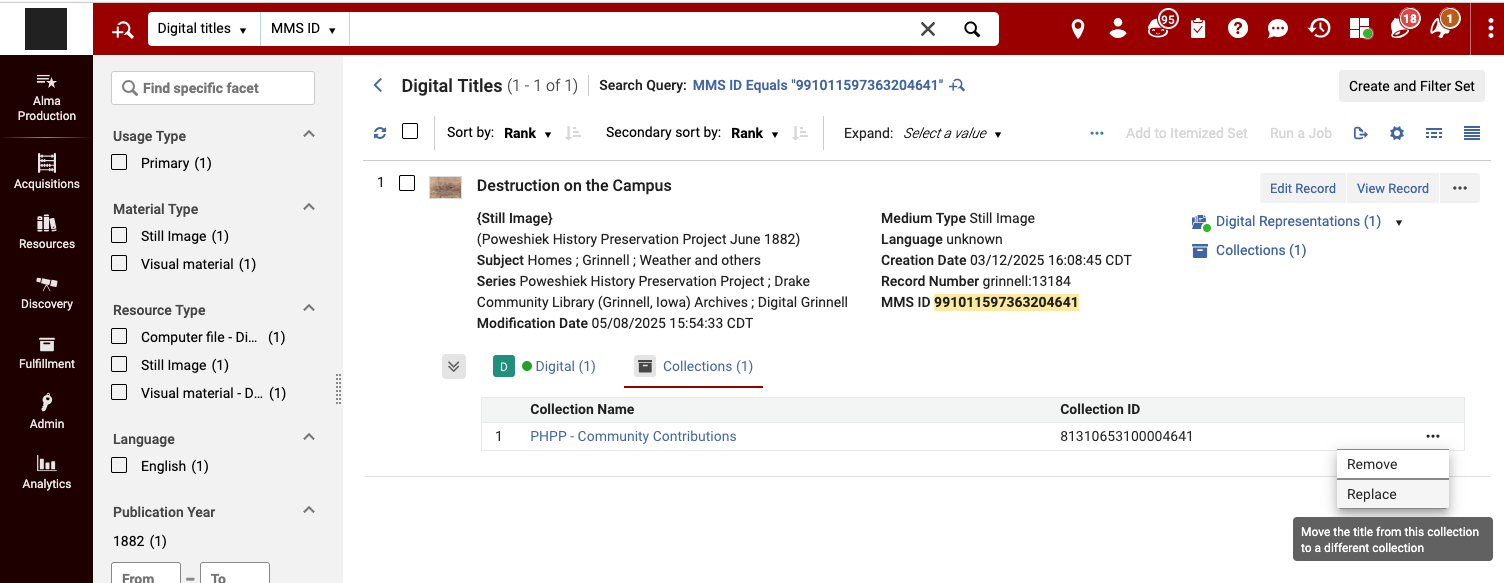 Digital titles
MMS ID
95
18
1
Alma Production
Acquisitions
Resources
Discovery
Fulfillment
Admin
Analytics
Find specific facet
Usage Type
Primary (1)
Material Type
Still Image (1)
Visual material (1)
Resource Type
Computer file - Di... (1)
Still Image (1)
Visual material - D... (1)
Language
English (1)
Publication Year
1882 (1)
From – To
Digital Titles (1 - 1 of 1) Search Query: MMS ID Equals "991011597363204641"
Create and Filter Set
Sort by: Rank Secondary sort by: Rank Expand: Select a value
Add to Itemized Set Run a Job
1 Destruction on the Campus
Edit Record View Record
{Still Image}
(Poweshiek History Preservation Project June 1882)
Subject Homes ; Grinnell ; Weather and others
Series Poweshiek History Preservation Project ; Drake
Community Library (Grinnell, Iowa) Archives ; Digital Grinnell
Modification Date 05/08/2025 15:54:33 CDT
Medium Type Still Image
Language unknown
Creation Date 03/12/2025 16:08:45 CDT
Record Number grinnell:13184
MMS ID 991011597363204641
Digital Representations (1)
Collections (1)
D Digital (1) Collections (1)
Collection Name Collection ID
1 PHPP - Community Contributions 81310653100004641
Remove
Replace
Move the title from this collection
to a different collection